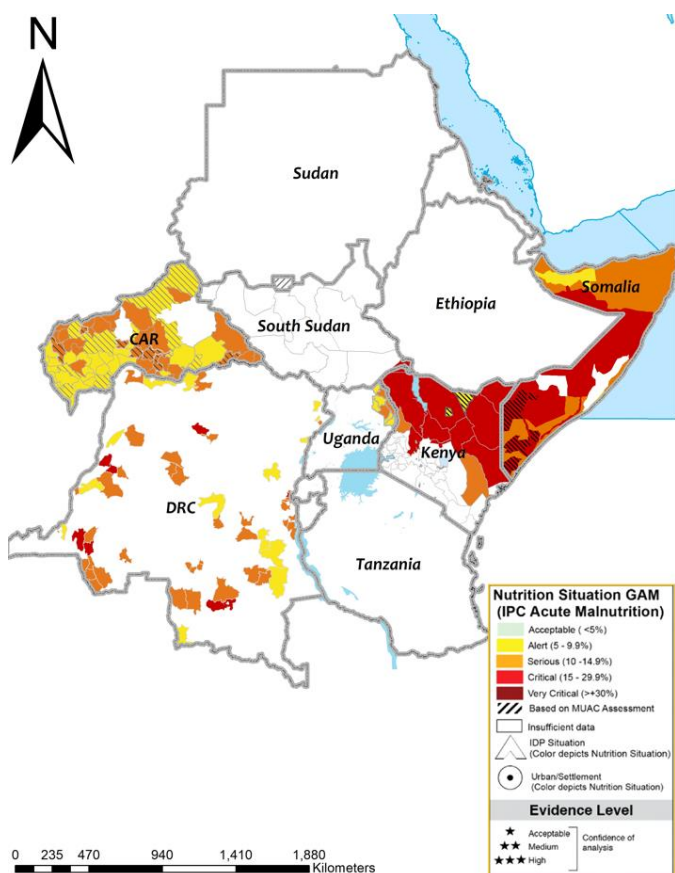 N
Sudan
Ethiopia
Somalia
South Sudan
CAR
Uganda
Kenya
DRC
Tanzania
Nutrition Situation GAM
(IPC Acute Malnutrition)
Acceptable ( <5%)
Alert (5 - 9.9%)
Serious (10 -14.9%)
Critical (15 - 29.9%)
Very Critical (>+30%)
Based on MUAC Assessment
Insufficient data
IDP Situation
(Color depicts Nutrition Situation)
Urban/Settlement
(Color depicts Nutrition Situation)
Evidence Level
Acceptable
Medium
High
Confidence of
analysis
0 235 470 940 1,410 1,880
Kilometers